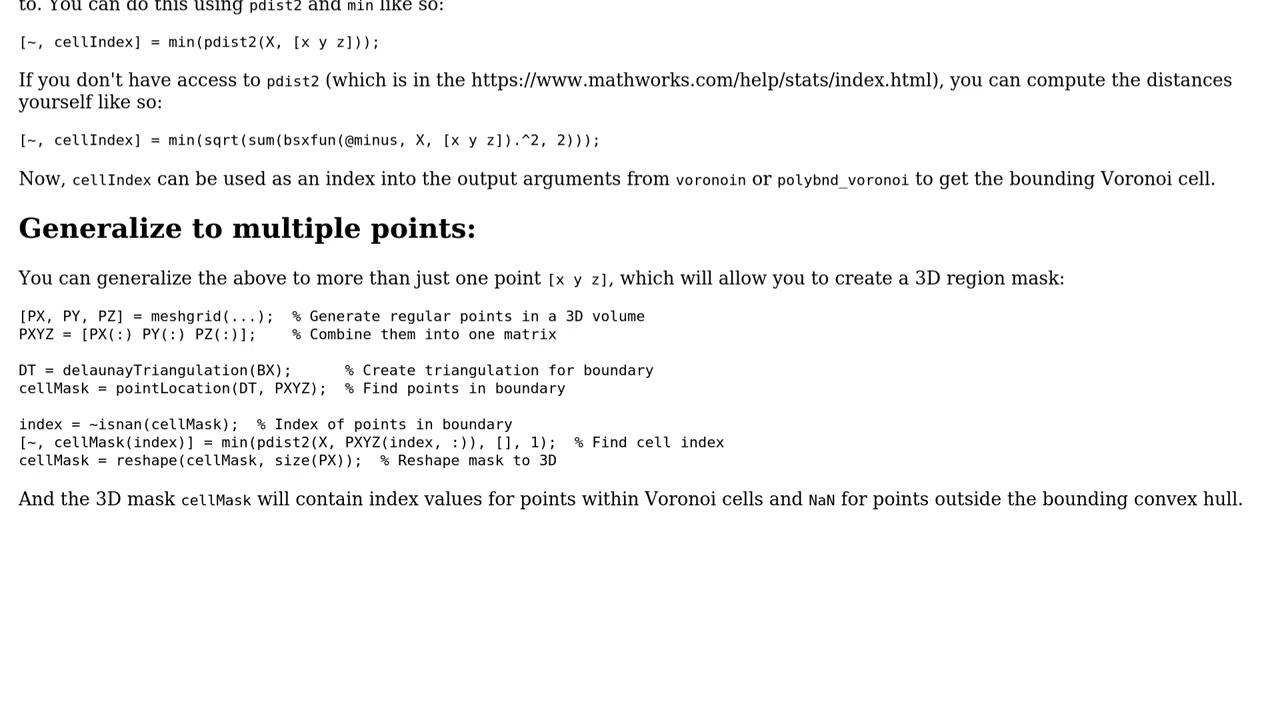 to. You can do this using pdist2 and min like so:
[~, cellIndex] = min(pdist2(X, [x y z]));
If you don't have access to pdist2 (which is in the https://www.mathworks.com/help/stats/index.html), you can compute the distances
yourself like so:
[~, cellIndex] = min(sqrt(sum(bsxfun(@minus, X, [x y z]).^2, 2)));
Now, cellIndex can be used as an index into the output arguments from voronoin or polybnd_voronoi to get the bounding Voronoi cell.
Generalize to multiple points:
You can generalize the above to more than just one point [x y z], which will allow you to create a 3D region mask:
[PX, PY, PZ] = meshgrid(...);  % Generate regular points in a 3D volume
PXYZ = [PX(:) PY(:) PZ(:)];    % Combine them into one matrix
DT = delaunayTriangulation(BX);      % Create triangulation for boundary
cellMask = pointLocation(DT, PXYZ);  % Find points in boundary
index = ~isnan(cellMask);  % Index of points in boundary
[~, cellMask(index)] = min(pdist2(X, PXYZ(index, :)), [], 1);  % Find cell index
cellMask = reshape(cellMask, size(PX));  % Reshape mask to 3D
And the 3D mask cellMask will contain index values for points within Voronoi cells and NaN for points outside the bounding convex hull.